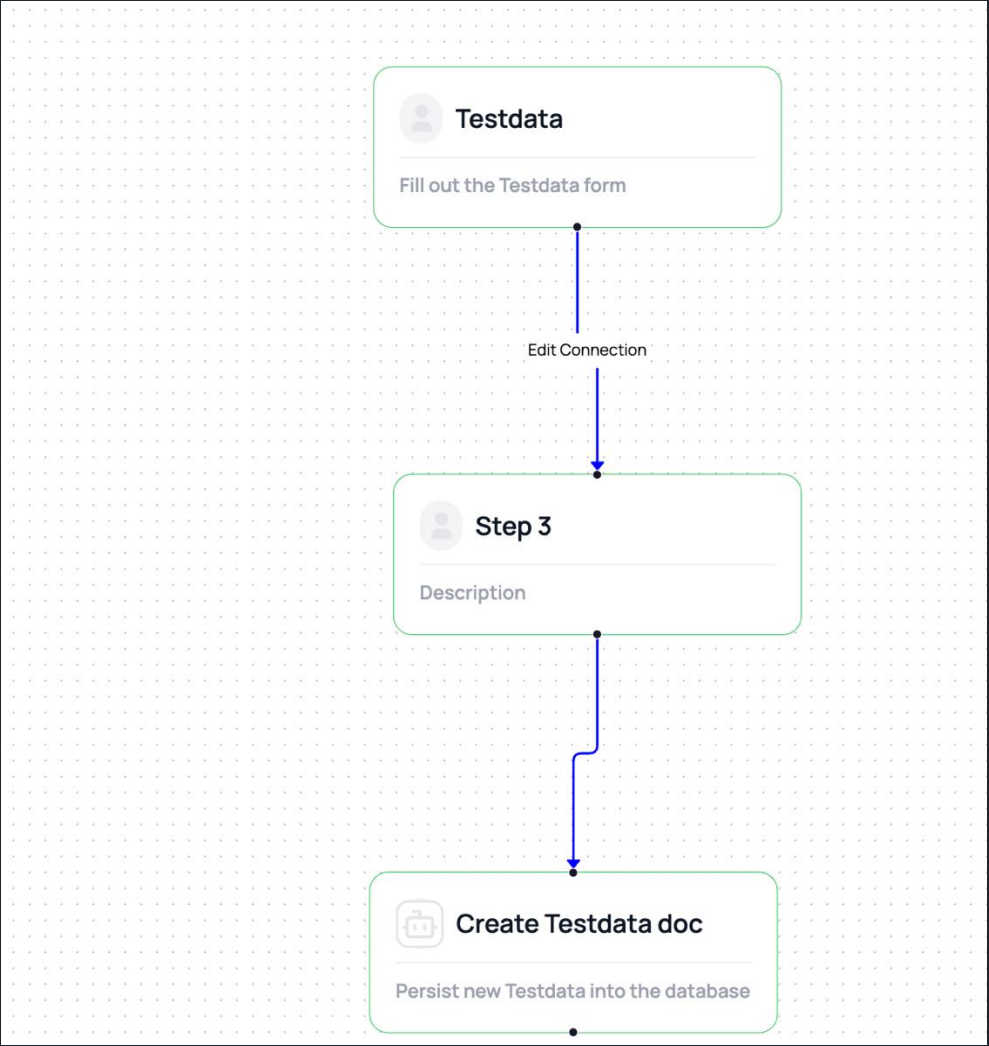 Testdata
Fill out the Testdata form
Edit Connection
Step 3
Description
Create Testdata doc
Persist new Testdata into the database